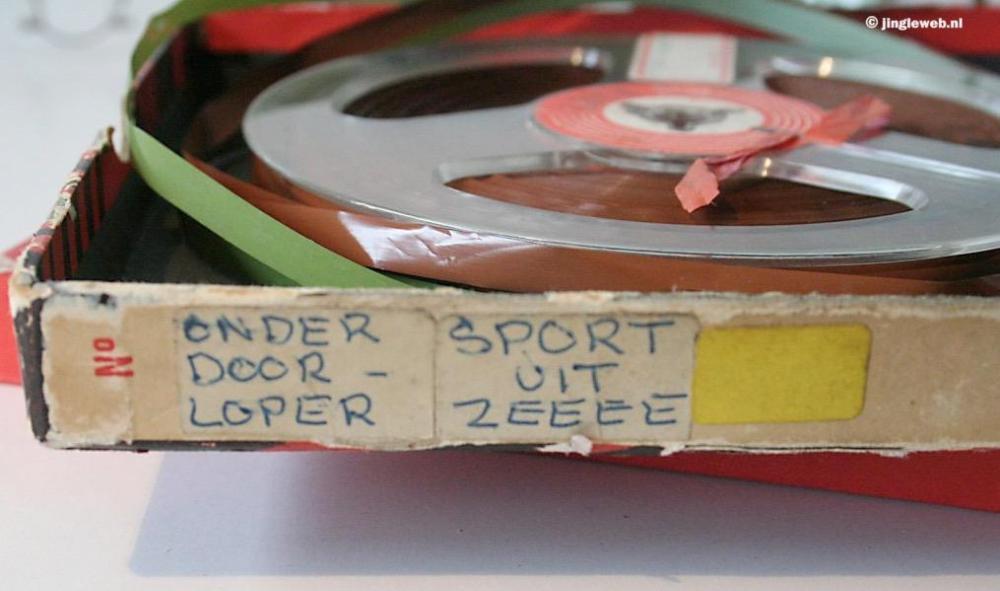 © jingleweb.nl
No
ONDER
DOOR -
LOPER
SPORT
UIT
ZEEEE